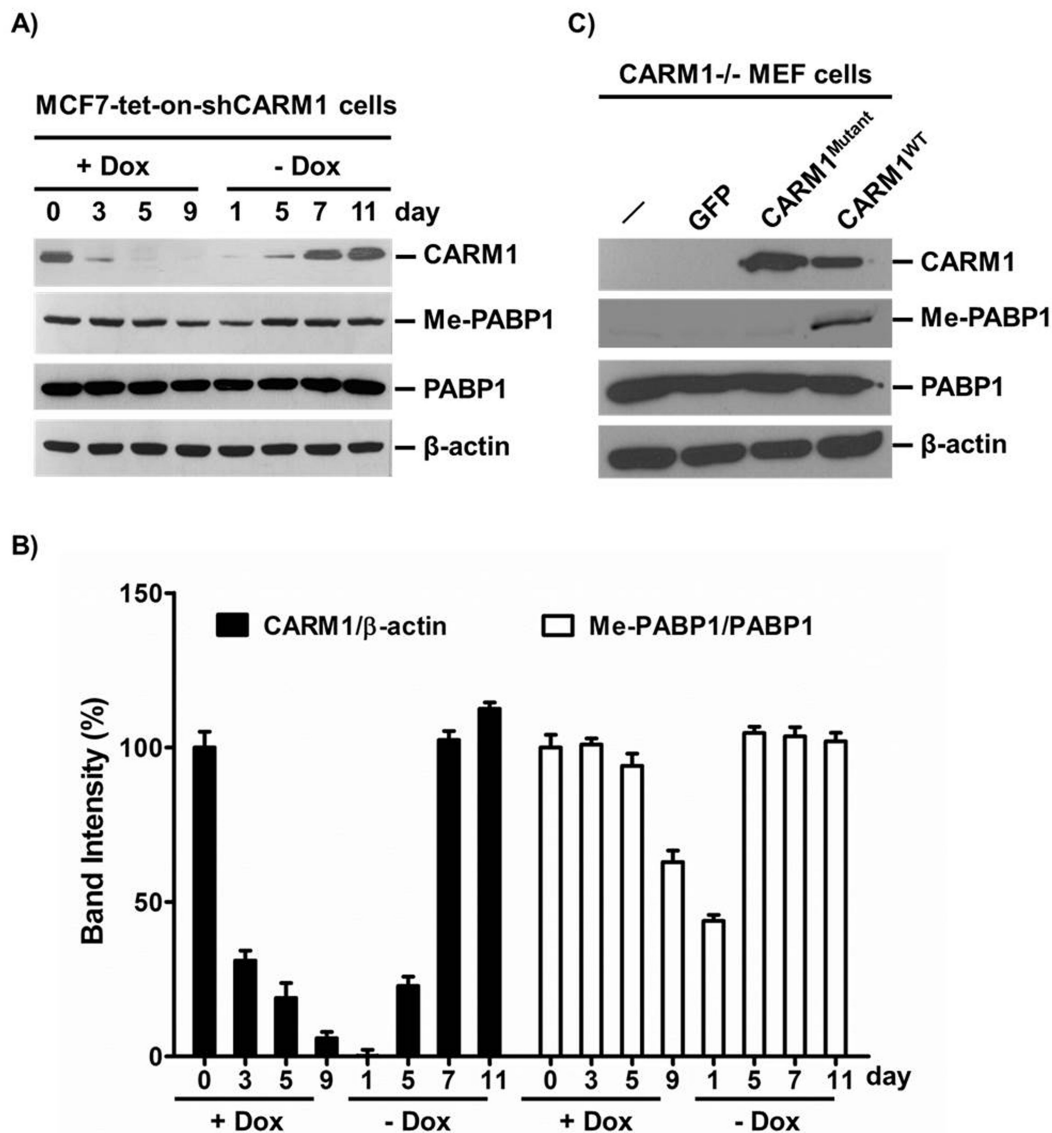 A)
MCF7-tet-on-shCARM1 cells
+ Dox - Dox
0 3 5 9 1 5 7 11 day
CARM1
Me-PABP1
PABP1
β-actin
C)
CARM1-/- MEF cells
/ GFP CARM1Mutant CARM1WT
CARM1
Me-PABP1
PABP1
β-actin
B)
Band Intensity (%)
150
100
50
0
CARM1/β-actin Me-PABP1/PABP1
0 3 5 9 1 5 7 11 0 3 5 9 1 5 7 11 day
+ Dox - Dox + Dox - Dox